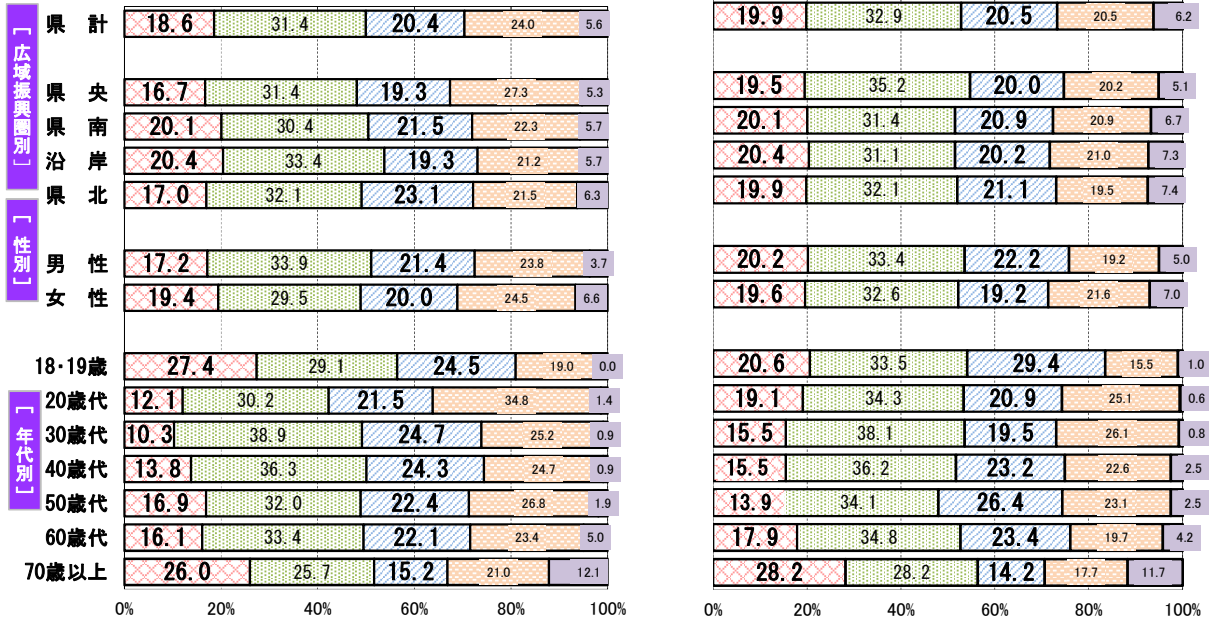 [広域振興圏別]
県 計 18.6 31.4 20.4 24.0 5.6 19.9 32.9 20.5 20.5 6.2
県 央 16.7 31.4 19.3 27.3 5.3 19.5 35.2 20.0 20.2 5.1
県 南 20.1 30.4 21.5 22.3 5.7 20.1 31.4 20.9 20.9 6.7
沿 岸 20.4 33.4 19.3 21.2 5.7 20.4 31.1 20.2 21.0 7.3
県 北 17.0 32.1 23.1 21.5 6.3 19.9 32.1 21.1 19.5 7.4
[性別]
男 性 17.2 33.9 21.4 23.8 3.7 20.2 33.4 22.2 19.2 5.0
女 性 19.4 29.5 20.0 24.5 6.6 19.6 32.6 19.2 21.6 7.0
18・19歳 27.4 29.1 24.5 19.0 0.0 20.6 33.5 29.4 15.5 1.0
[年代別]
20歳代 12.1 30.2 21.5 34.8 1.4 19.1 34.3 20.9 25.1 0.6
30歳代 10.3 38.9 24.7 25.2 0.9 15.5 38.1 19.5 26.1 0.8
40歳代 13.8 36.3 24.3 24.7 0.9 15.5 36.2 23.2 22.6 2.5
50歳代 16.9 32.0 22.4 26.8 1.9 13.9 34.1 26.4 23.1 2.5
60歳代 16.1 33.4 22.1 23.4 5.0 17.9 34.8 23.4 19.7 4.2
70歳以上 26.0 25.7 15.2 21.0 12.1 28.2 28.2 14.2 17.7 11.7
0% 20% 40% 60% 80% 100% 0% 20% 40% 60% 80% 100%